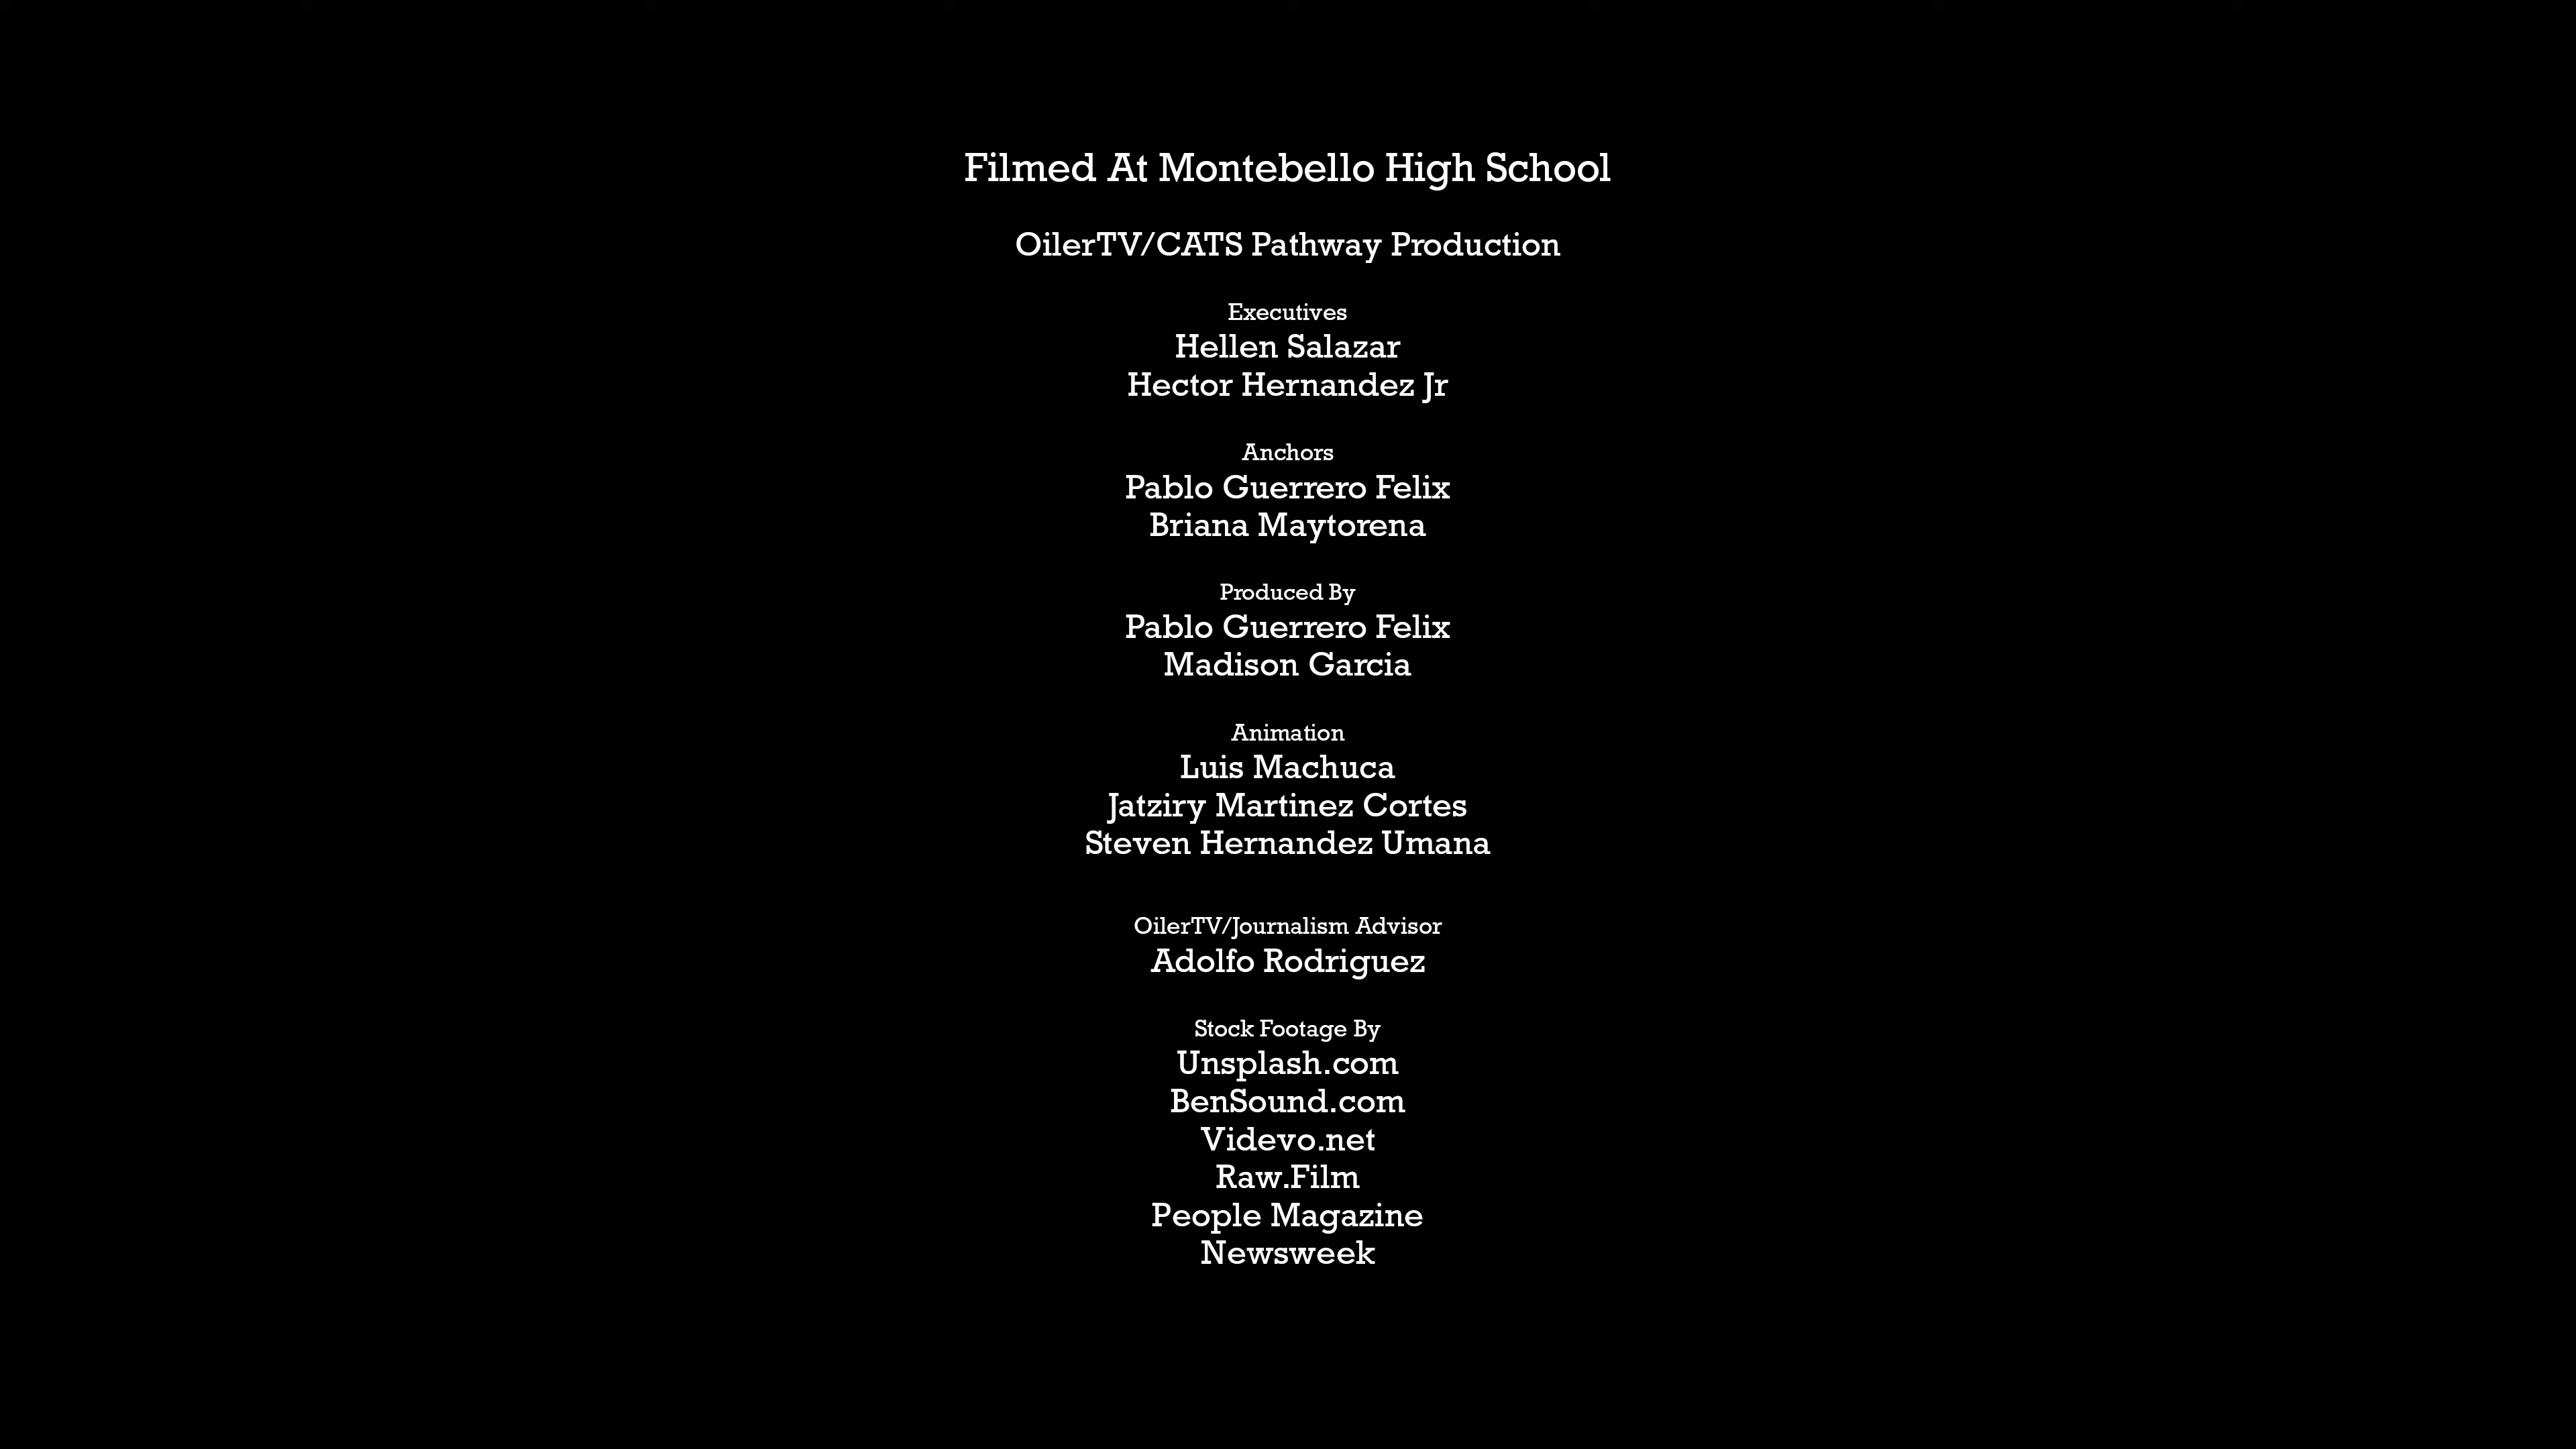 Filmed At Montebello High School
OilerTV/CATS Pathway Production
Executives
Hellen Salazar
Hector Hernandez Jr
Anchors
Pablo Guerrero Felix
Briana Maytorena
Produced By
Pablo Guerrero Felix
Madison Garcia
Animation
Luis Machuca
Jatziry Martinez Cortes
Steven Hernandez Umana
OilerTV/Journalism Advisor
Adolfo Rodriguez
Stock Footage By
Unsplash.com
BenSound.com
Videvo.net
Raw.Film
People Magazine
Newsweek